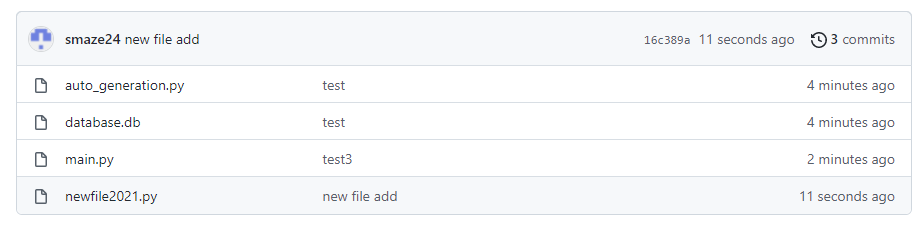 smaze24 new file add 16c389a 11 seconds ago 3 commits
auto_generation.py test 4 minutes ago
database.db test 4 minutes ago
main.py test3 2 minutes ago
newfile2021.py new file add 11 seconds ago